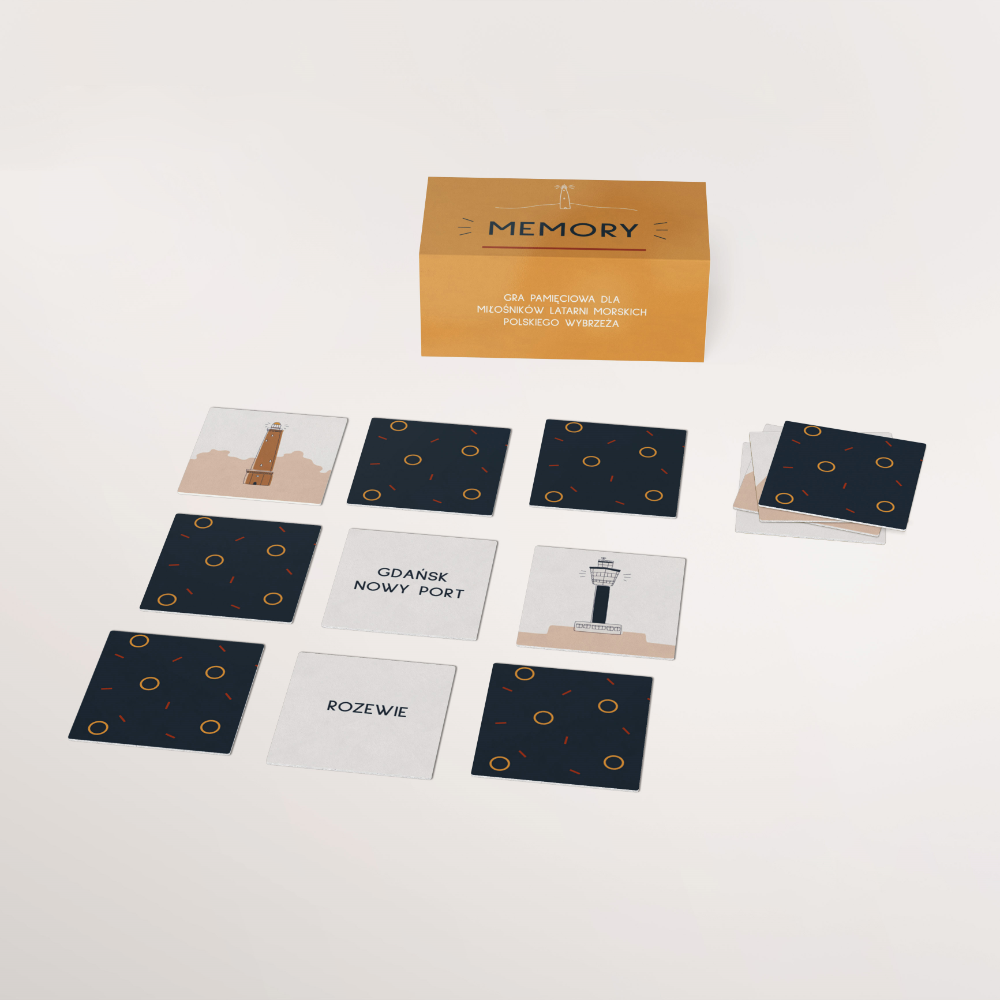 MEMORY
GRA PAMIĘCIOWA DLA
MIŁOŚNIKÓW LATARNI MORSKICH
POLSKIEGO WYBRZEŻA
GDAŃSK
NOWY PORT
ROZEWIE